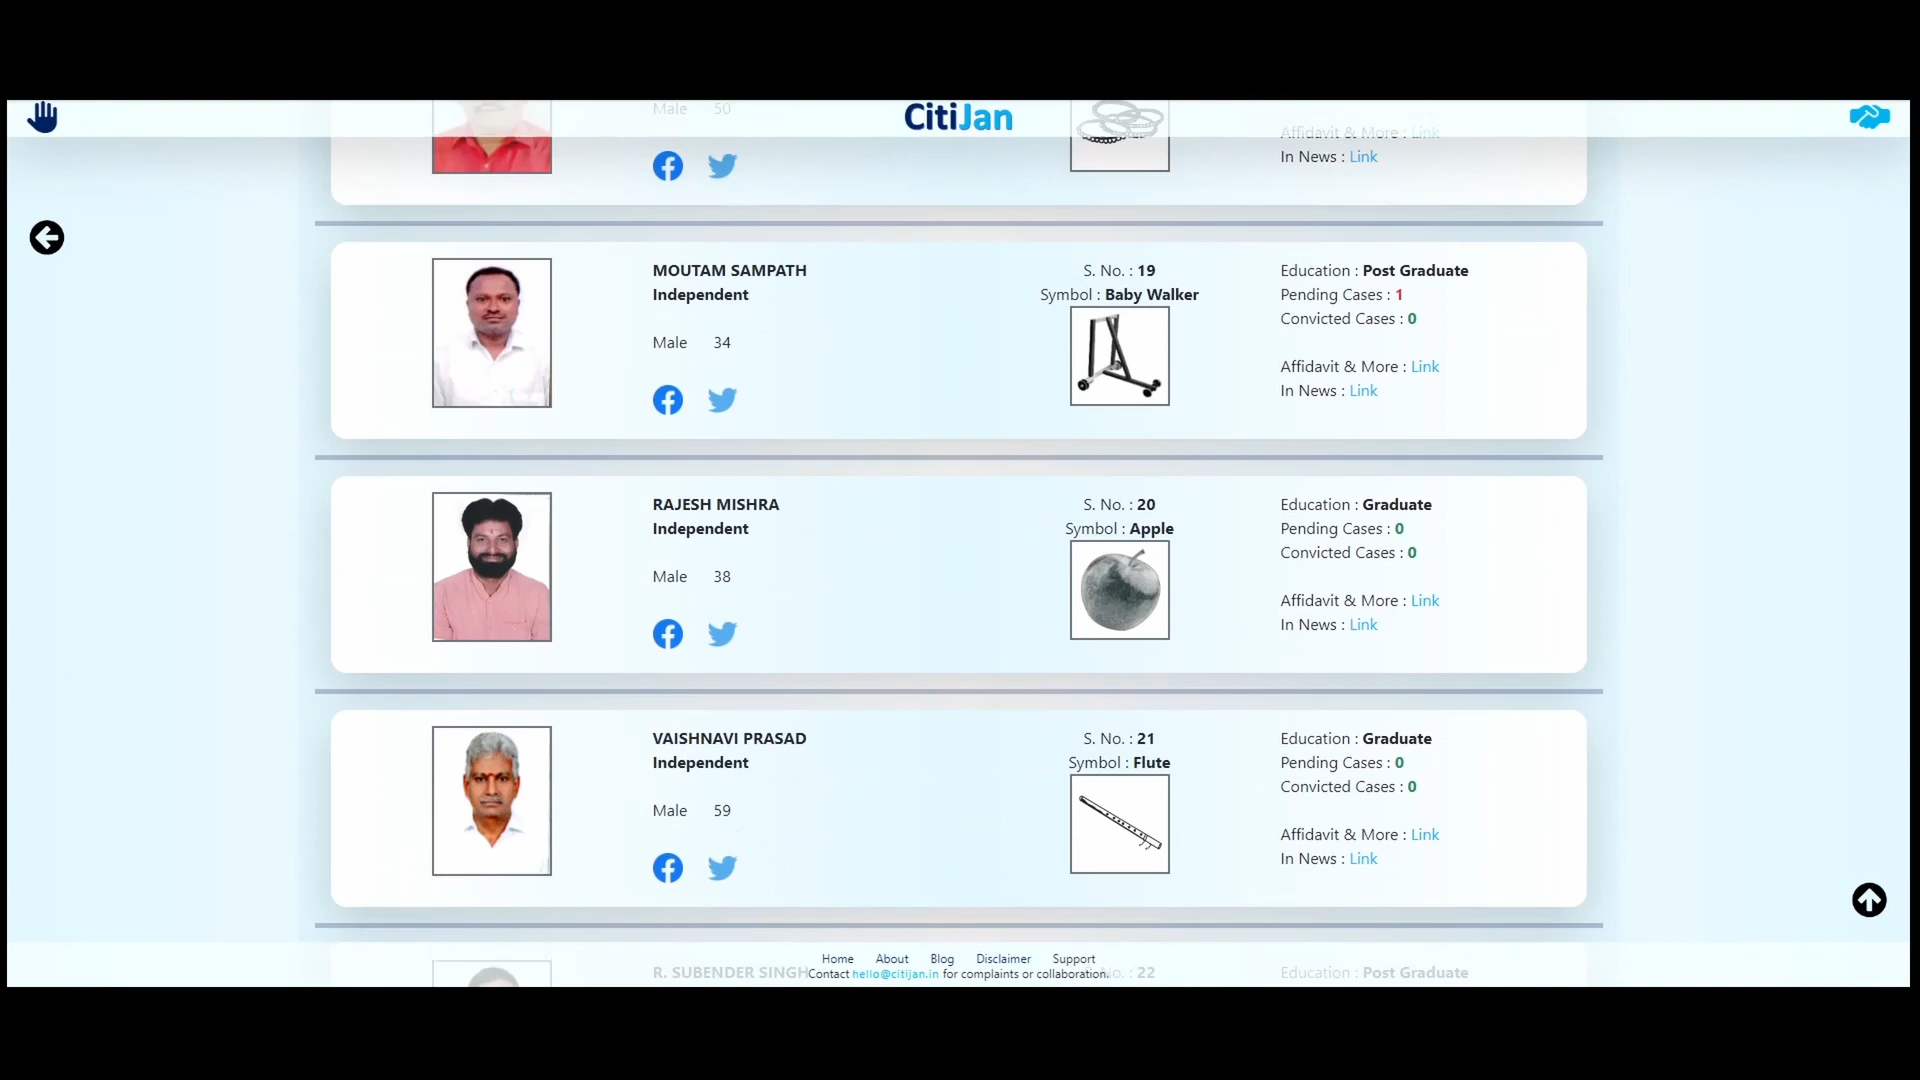 CitiJan
Male 50
Affidavit & More : Link
In News : Link
MOUTAM SAMPATH
Independent
Male 34
S. No. : 19
Symbol : Baby Walker
Education : Post Graduate
Pending Cases : 1
Convicted Cases : 0
Affidavit & More : Link
In News : Link
RAJESH MISHRA
Independent
Male 38
S. No. : 20
Symbol : Apple
Education : Graduate
Pending Cases : 0
Convicted Cases : 0
Affidavit & More : Link
In News : Link
VAISHNAVI PRASAD
Independent
Male 59
S. No. : 21
Symbol : Flute
Education : Graduate
Pending Cases : 0
Convicted Cases : 0
Affidavit & More : Link
In News : Link
Home About Blog Disclaimer Support
R. SUBENDER SINGH
Contact hello@citijan.in for complaints or collaboration.
No. : 22
Education : Post Graduate